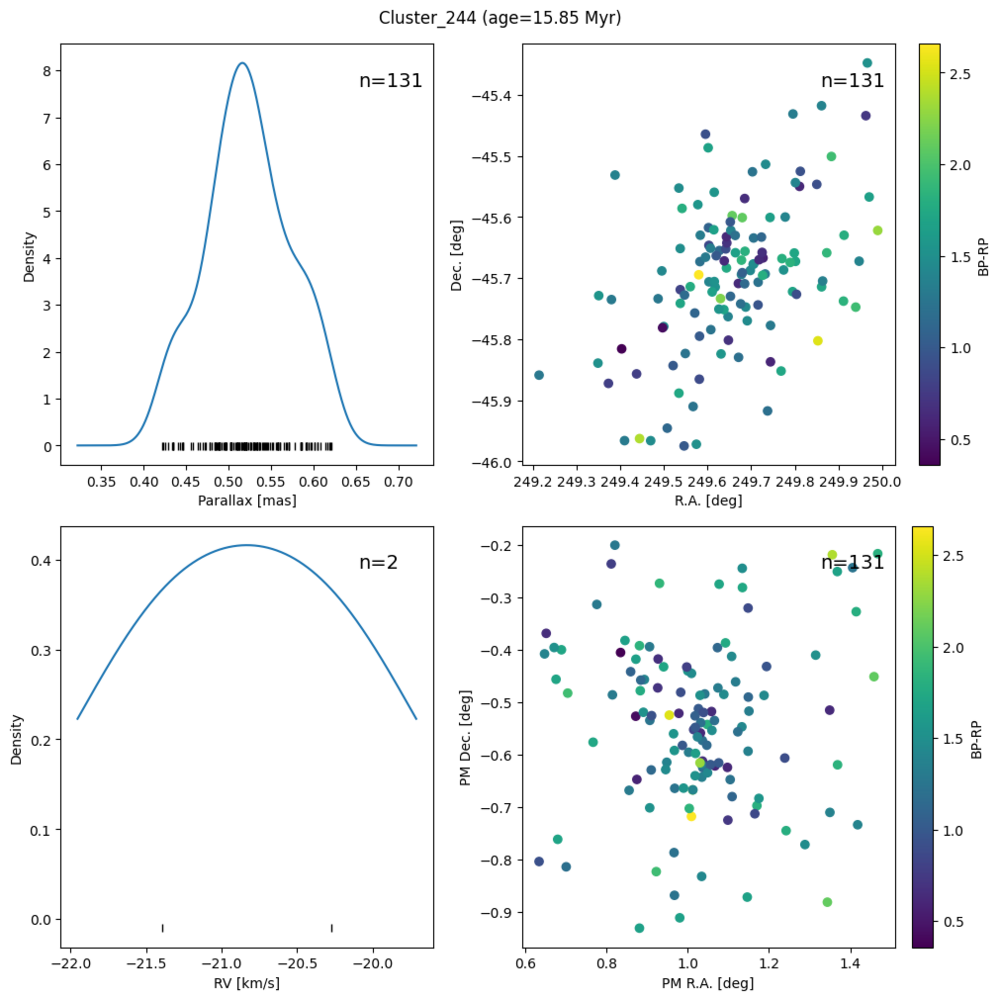 Cluster_244 (age=15.85 Myr)
n=131
8
7
6
5
4
3
2
1
0
Density
0.35 0.40 0.45 0.50 0.55 0.60 0.65 0.70
Parallax [mas]
n=131
−45.4
−45.5
−45.6
−45.7
−45.8
−45.9
−46.0
Dec. [deg]
249.2 249.3 249.4 249.5 249.6 249.7 249.8 249.9 250.0
R.A. [deg]
2.5
2.0
1.5
1.0
0.5
BP-RP
n=2
0.4
0.3
0.2
0.1
0.0
Density
−22.0 −21.5 −21.0 −20.5 −20.0
RV [km/s]
n=131
−0.2
−0.3
−0.4
−0.5
−0.6
−0.7
−0.8
−0.9
PM Dec. [deg]
0.6 0.8 1.0 1.2 1.4
PM R.A. [deg]
2.5
2.0
1.5
1.0
0.5
BP-RP